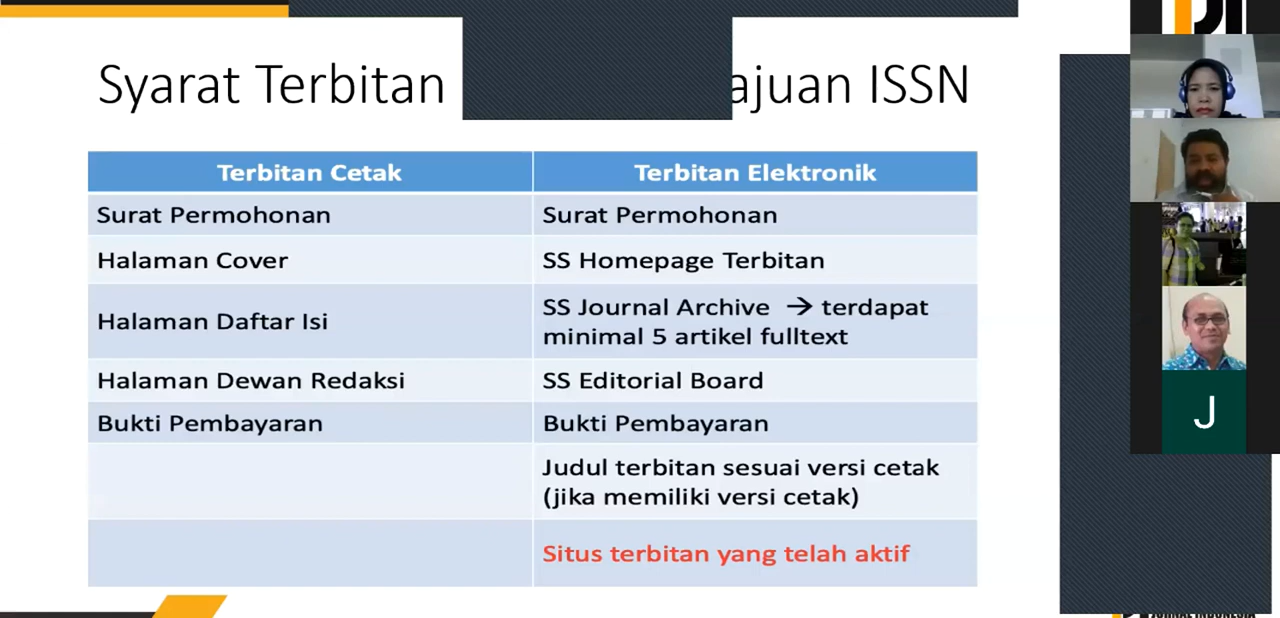 Syarat Terbitan ajuan ISSN
Terbitan Cetak
Terbitan Elektronik
Surat Permohonan
Surat Permohonan
Halaman Cover
SS Homepage Terbitan
Halaman Daftar Isi
SS Journal Archive → terdapat
minimal 5 artikel fulltext
Halaman Dewan Redaksi
SS Editorial Board
Bukti Pembayaran
Bukti Pembayaran
Judul terbitan sesuai versi cetak
(jika memiliki versi cetak)
Situs terbitan yang telah aktif
J
JURNAL INDONESIA